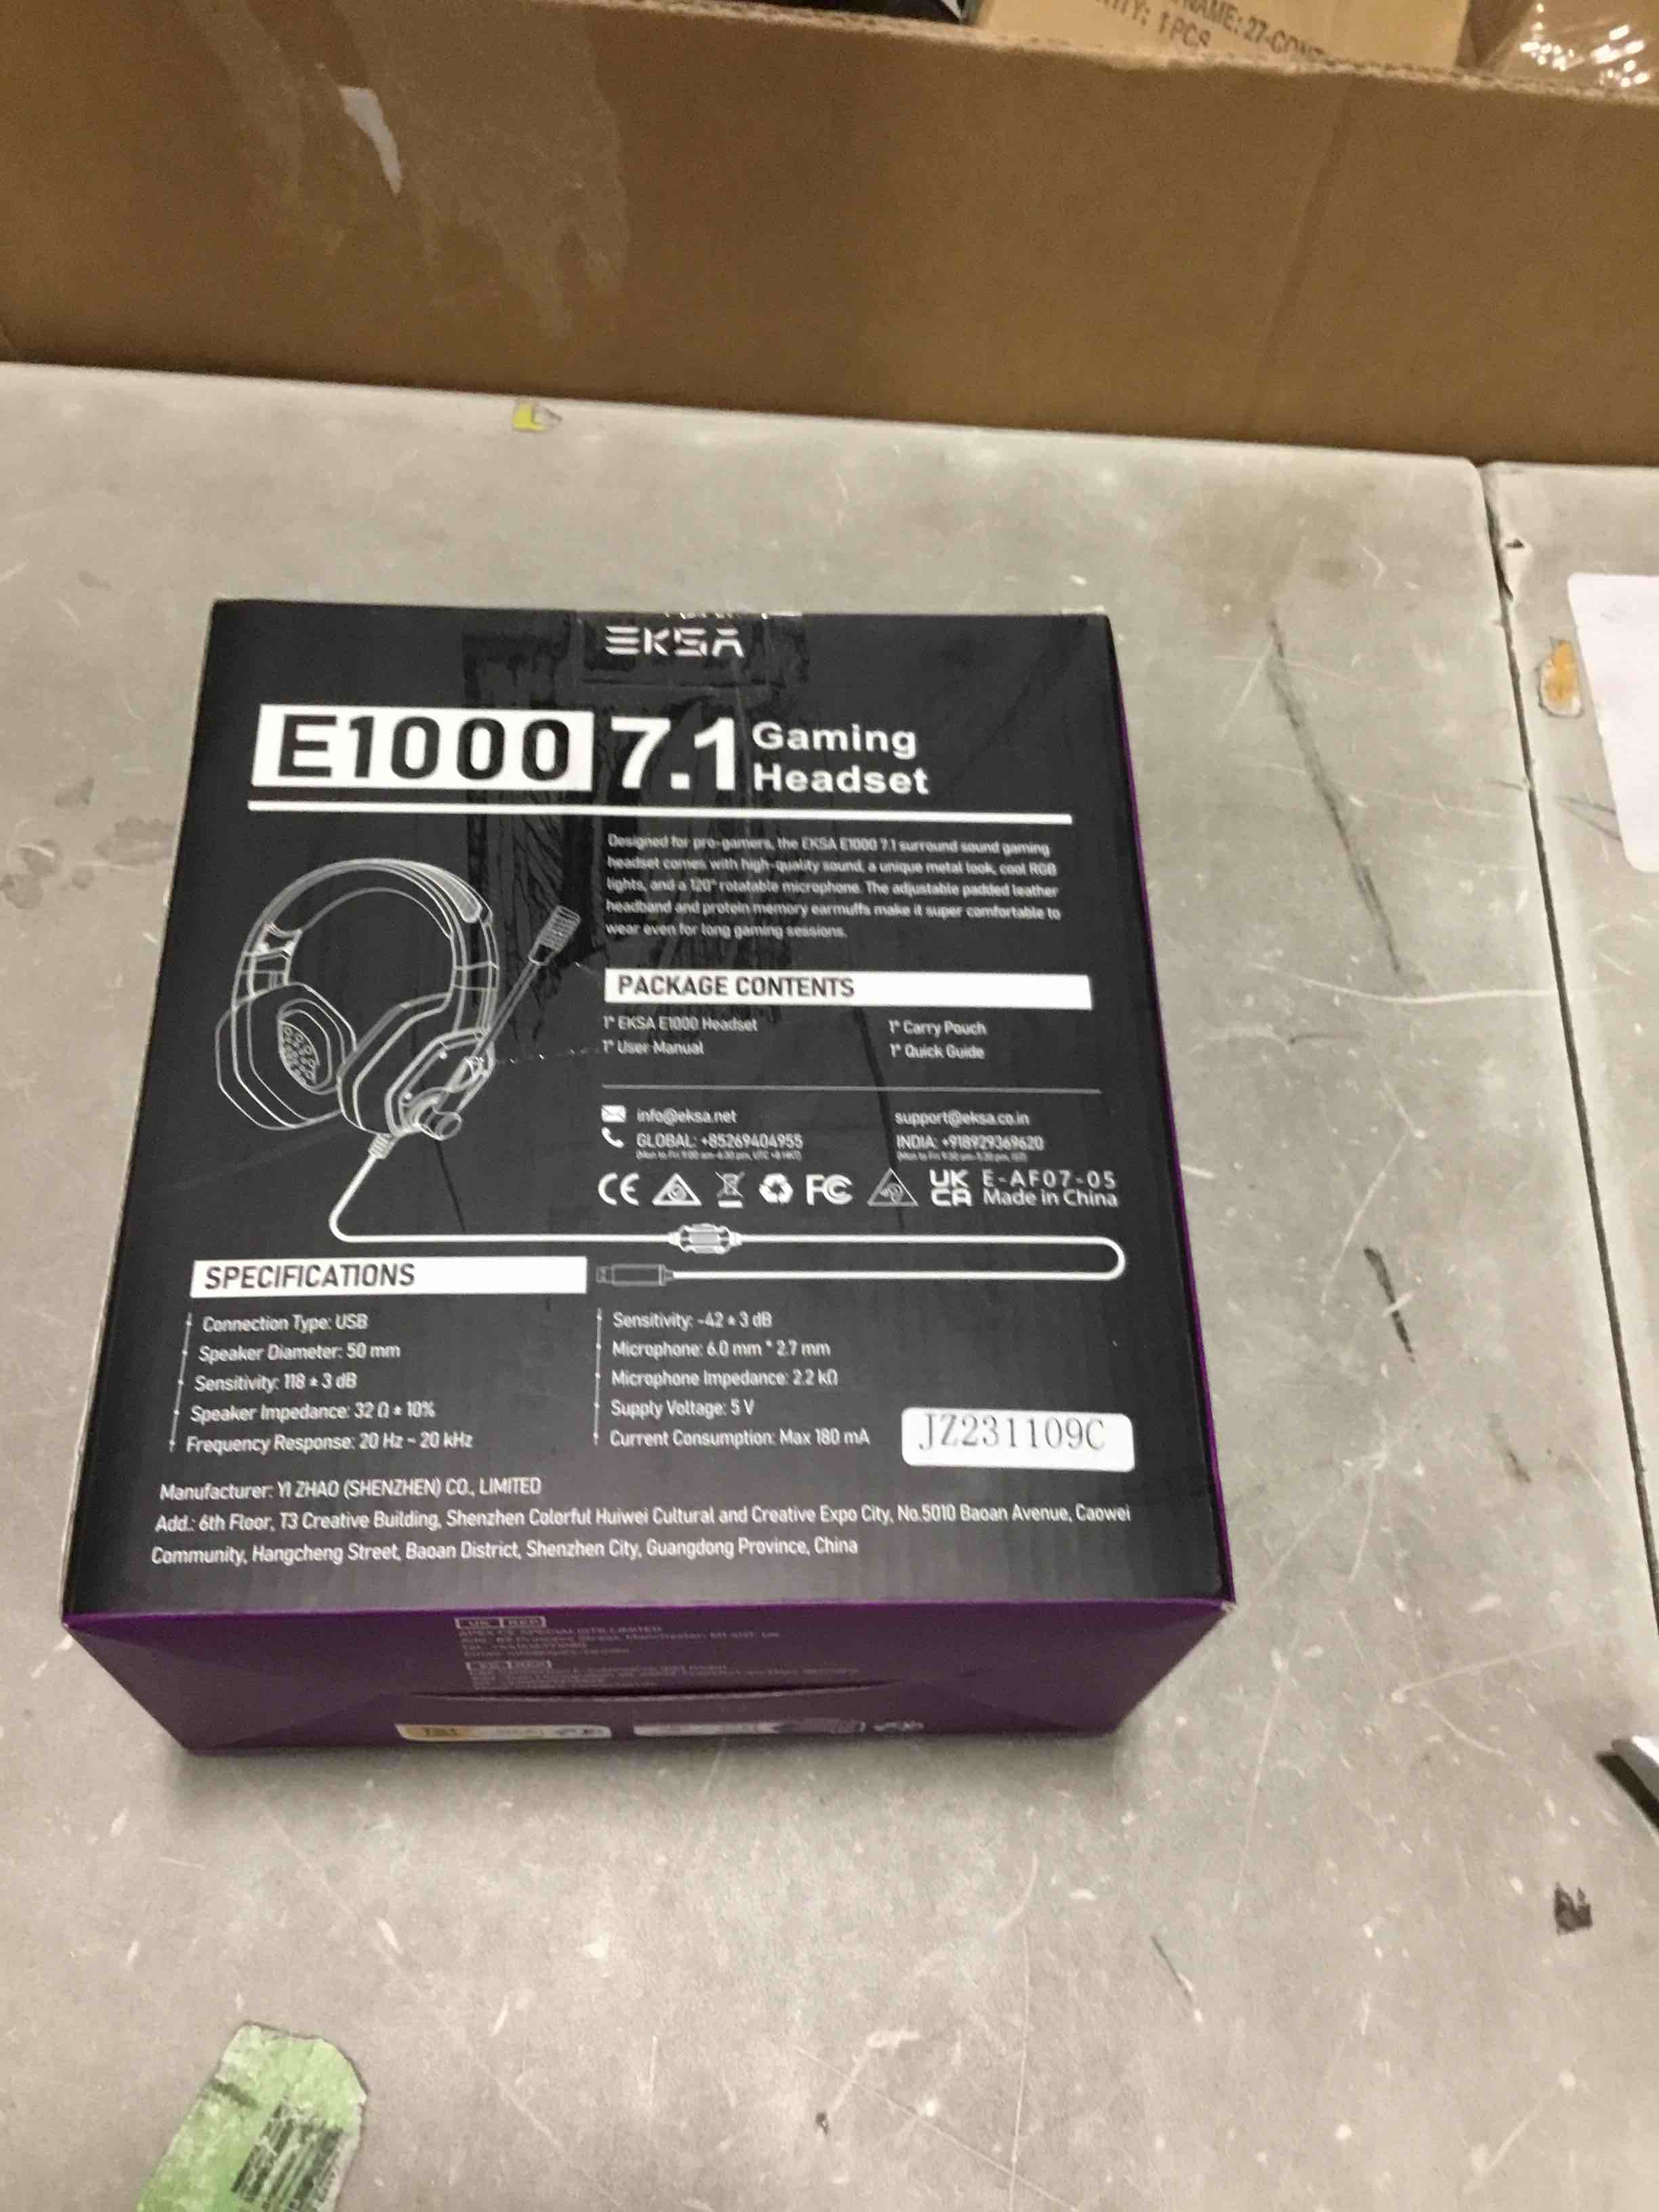 NAME: 27-CON
TY: 1 PCS
EKSA
E1000 7.1 Gaming
Headset
Designed for pro-gamers, the EKSA E1000 7.1 surround sound gaming
headset comes with high-quality sound, a unique metal look, cool RGB
lights, and a 120° rotatable microphone. The adjustable padded leather
headband and protein memory earmuffs make it super comfortable to
wear even for long gaming sessions.
PACKAGE CONTENTS
1* EKSA E1000 Headset
1* Carry Pouch
1* User Manual
1* Quick Guide
info@eksa.net
support@eksa.co.in
GLOBAL: +85269404955
INDIA: +918929369620
CE FC UK CA E-AF07-05
Made in China
SPECIFICATIONS
Connection Type: USB
Speaker Diameter: 50 mm
Sensitivity: 118 ± 3 dB
Speaker Impedance: 32 Ω ± 10%
Frequency Response: 20 Hz ~ 20 kHz
Sensitivity: -42 ± 3 dB
Microphone: 6.0 mm * 2.7 mm
Microphone Impedance: 2.2 kΩ
Supply Voltage: 5 V
Current Consumption: Max 180 mA
JZ231109C
Manufacturer: YI ZHAO (SHENZHEN) CO., LIMITED
Add.: 6th Floor, T3 Creative Building, Shenzhen Colorful Huiwei Cultural and Creative Expo City, No.5010 Baoan Avenue, Caowei
Community, Hangcheng Street, Baoan District, Shenzhen City, Guangdong Province, China
UK REP